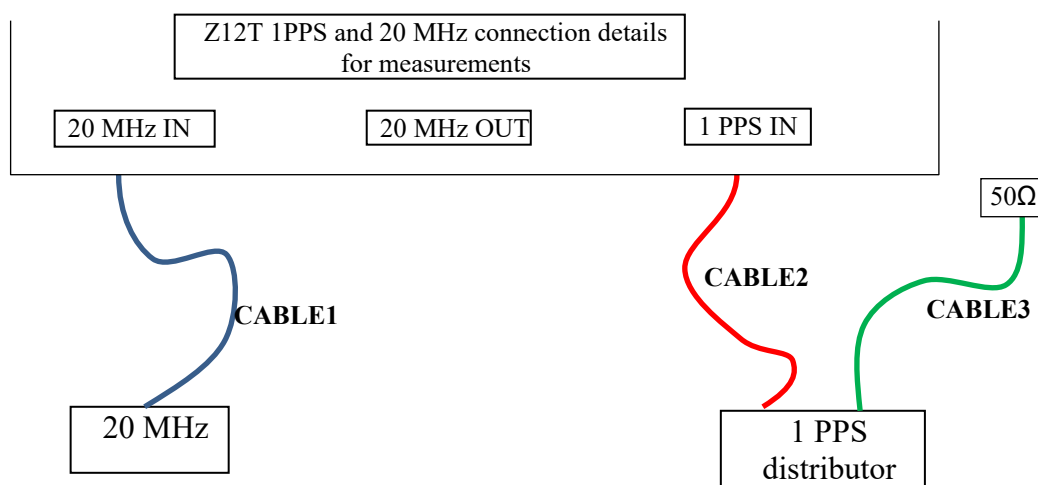 Z12T 1PPS and 20 MHz connection details
for measurements
20 MHz IN
20 MHz OUT
1 PPS IN
50Ω
CABLE2
CABLE3
CABLE1
20 MHz
1 PPS
distributor